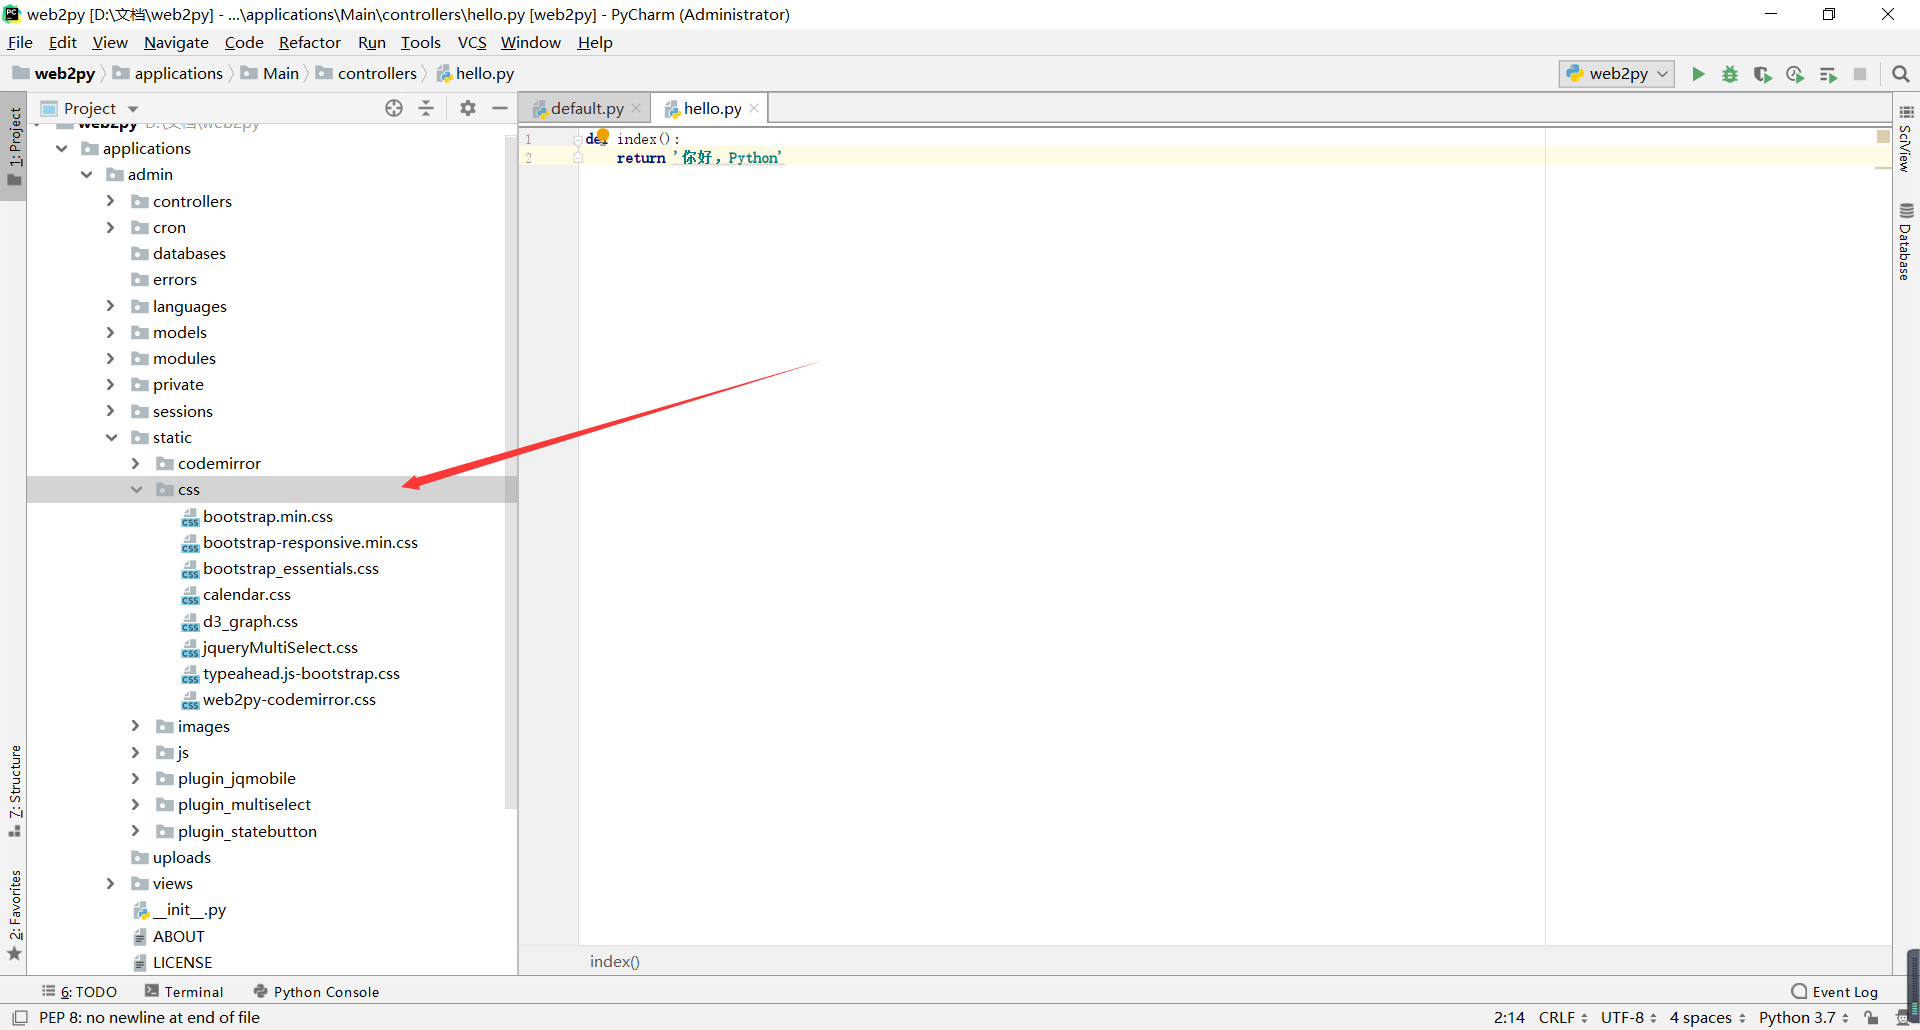 web2py [D:\文档\web2py] - ...\applications\Main\controllers\hello.py [web2py] - PyCharm (Administrator)
File Edit View Navigate Code Refactor Run Tools VCS Window Help
web2py applications Main controllers hello.py
web2py
Project
default.py hello.py
web2py D:\文档\web2py
applications
admin
controllers
cron
databases
errors
languages
models
modules
private
sessions
static
codemirror
css
bootstrap.min.css
bootstrap-responsive.min.css
bootstrap_essentials.css
calendar.css
d3_graph.css
jqueryMultiSelect.css
typeahead.js-bootstrap.css
web2py-codemirror.css
images
js
plugin_jqmobile
plugin_multiselect
plugin_statebutton
uploads
views
__init__.py
ABOUT
LICENSE
1 def index():
2 return '你好，Python'
index()
1: Project
7: Structure
2: Favorites
SciView
Database
6: TODO Terminal Python Console Event Log
PEP 8: no newline at end of file
2:14 CRLF UTF-8 4 spaces Python 3.7